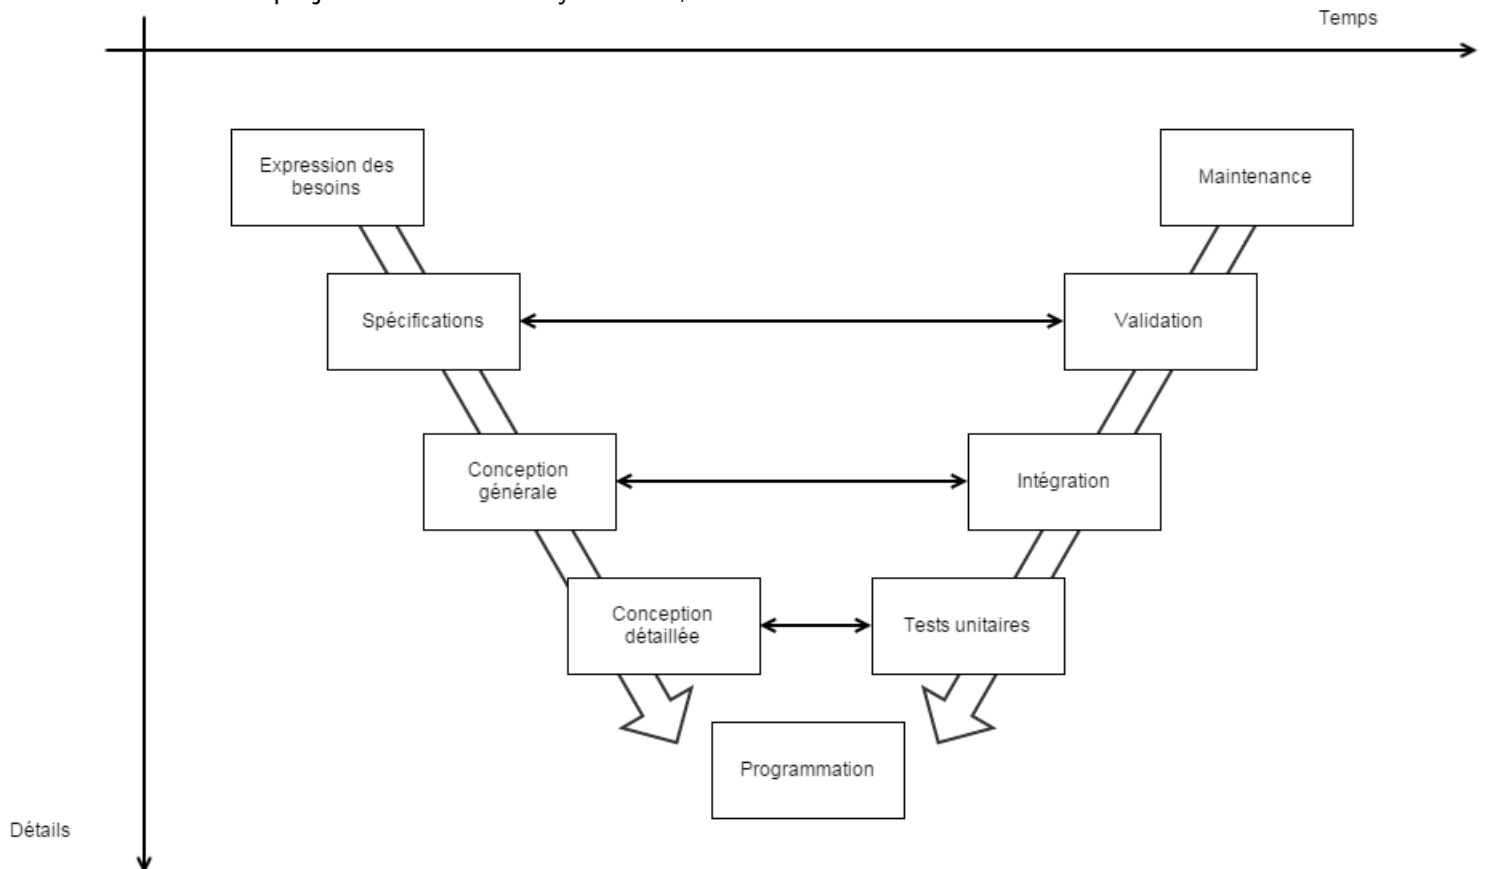 Temps
Expression des
besoins
Maintenance
Spécifications
Validation
Conception
générale
Intégration
Conception
détaillée
Tests unitaires
Programmation
Détails